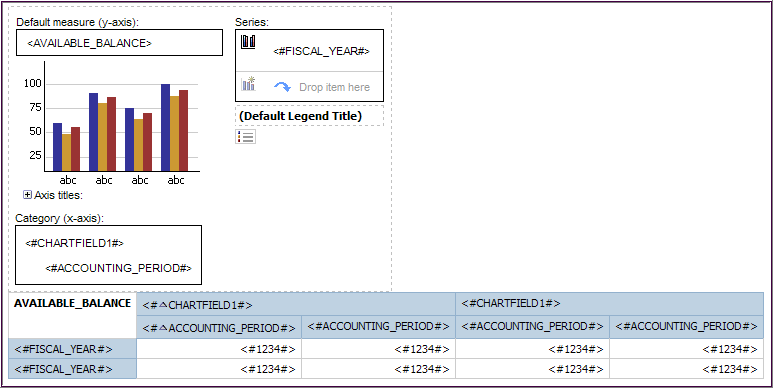 Default measure (y-axis):
<AVAILABLE_BALANCE>
100
75
50
25
abc abc abc abc
Axis titles:
Category (x-axis):
<#CHARTFIELD1#>
<#ACCOUNTING_PERIOD#>
Series:
<#FISCAL_YEAR#>
Drop item here
(Default Legend Title)
AVAILABLE_BALANCE <#CHARTFIELD1#> <#CHARTFIELD1#>
<#ACCOUNTING_PERIOD#> <#ACCOUNTING_PERIOD#> <#ACCOUNTING_PERIOD#> <#ACCOUNTING_PERIOD#>
<#FISCAL_YEAR#> <#1234#> <#1234#> <#1234#> <#1234#>
<#FISCAL_YEAR#> <#1234#> <#1234#> <#1234#> <#1234#>